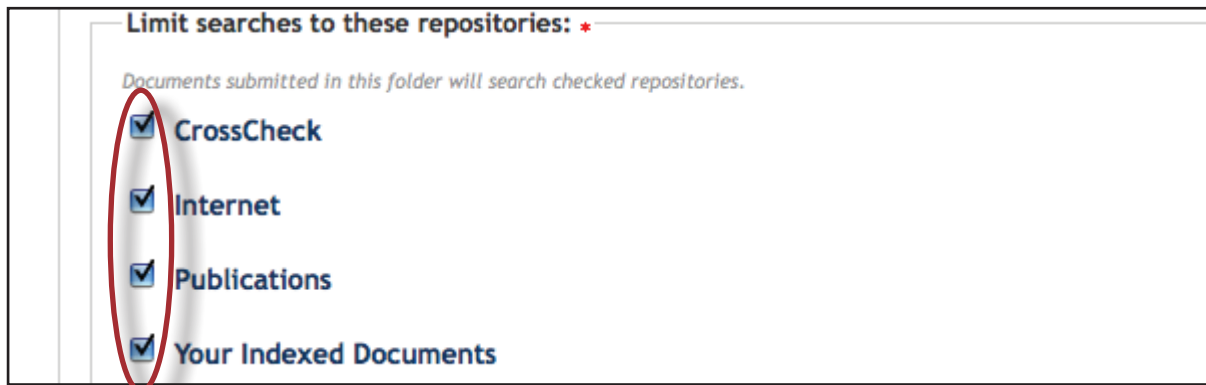 Limit searches to these repositories: *
Documents submitted in this folder will search checked repositories.
CrossCheck
Internet
Publications
Your Indexed Documents